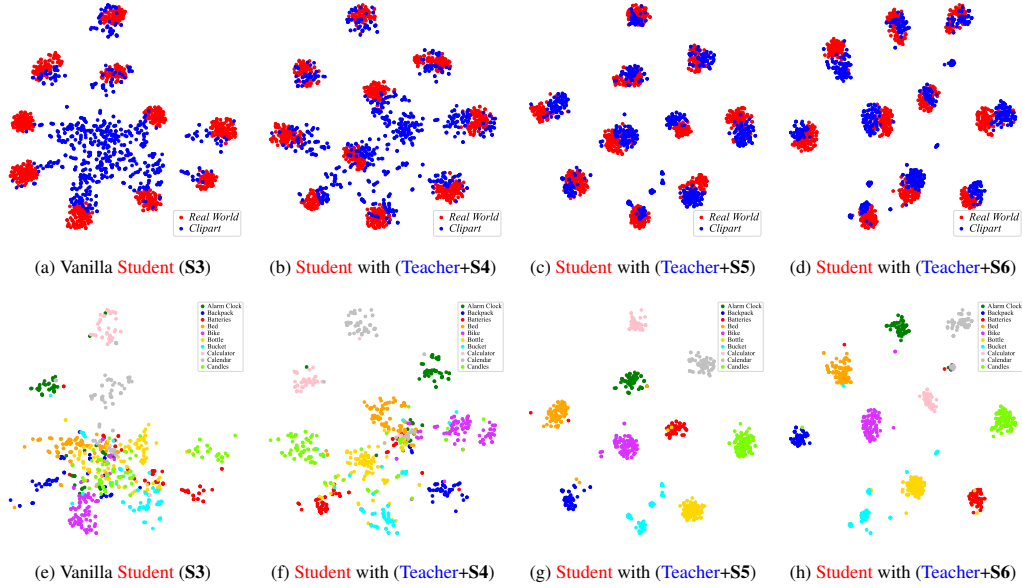 Real World
Clipart
Real World
Clipart
Real World
Clipart
Real World
Clipart
(a) Vanilla Student (S3)
(b) Student with (Teacher+S4)
(c) Student with (Teacher+S5)
(d) Student with (Teacher+S6)
Alarm Clock
Backpack
Batteries
Bed
Bike
Bottle
Bucket
Calculator
Calendar
Candles
Alarm Clock
Backpack
Batteries
Bed
Bike
Bottle
Bucket
Calculator
Calendar
Candles
Alarm Clock
Backpack
Batteries
Bed
Bike
Bottle
Bucket
Calculator
Calendar
Candles
Alarm Clock
Backpack
Batteries
Bed
Bike
Bottle
Bucket
Calculator
Calendar
Candles
(e) Vanilla Student (S3)
(f) Student with (Teacher+S4)
(g) Student with (Teacher+S5)
(h) Student with (Teacher+S6)